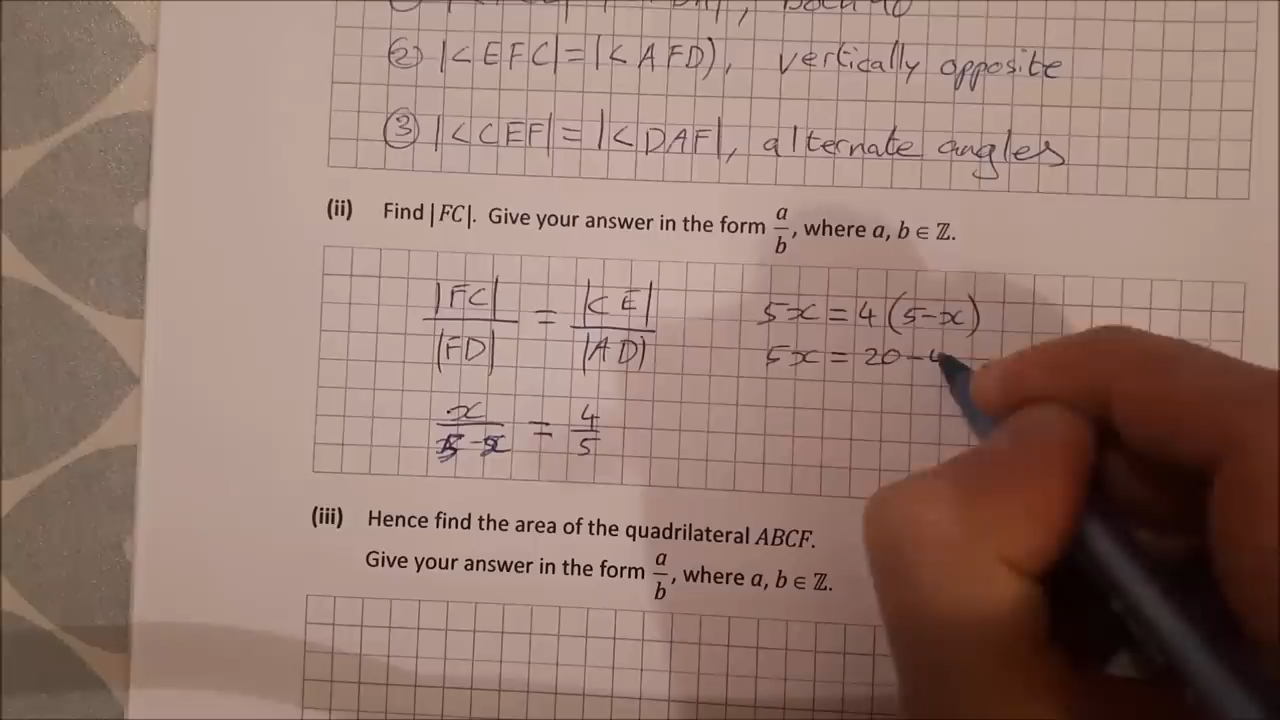 ② |<EFC|=|<AFD), vertically opposite
③ |<CEF|=|<DAF|, alternate angles
(ii) Find |FC|. Give your answer in the form a/b, where a, b ∈ ℤ.
|FC|/|FD| = |CE|/|AD)
5x = 4(5-x)
5x = 20-4
x/5-x = 4/5
(iii) Hence find the area of the quadrilateral ABCF.
Give your answer in the form a/b, where a, b ∈ ℤ.